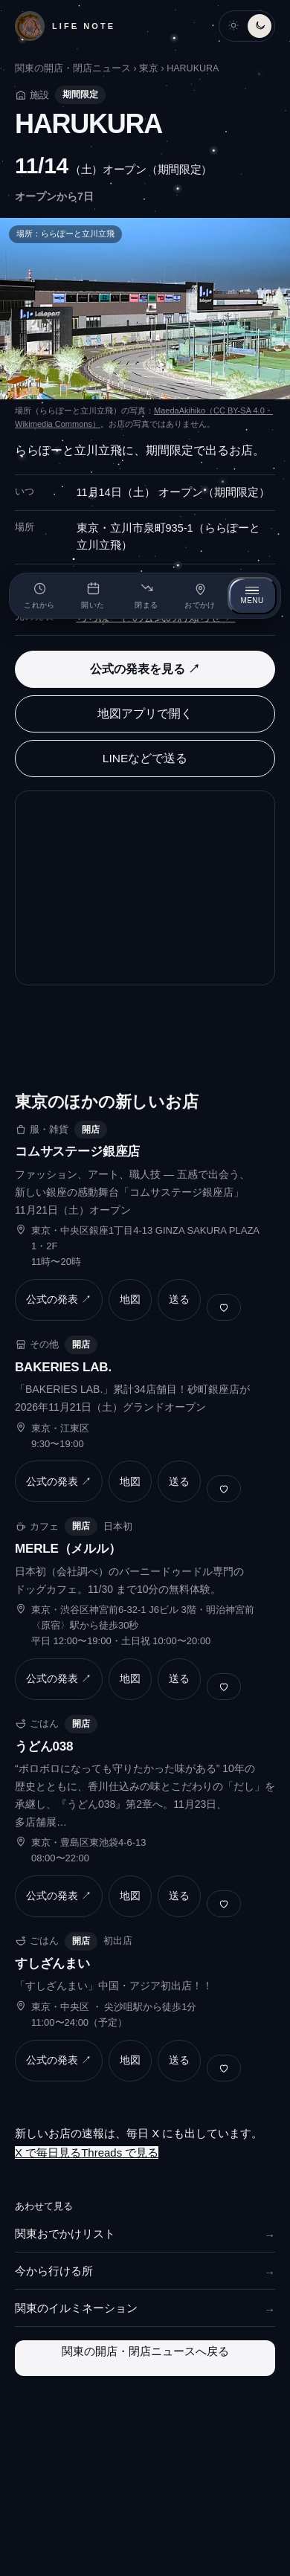 LIFE NOTE
関東の開店・閉店ニュース › 東京 › HARUKURA
施設 期間限定
HARUKURA
11/14（土）オープン（期間限定）
オープンから7日
場所：ららぽーと立川立飛
LaLaport
場所（ららぽーと立川立飛）の写真：MaedaAkihiko（CC BY-SA 4.0・
Wikimedia Commons）。お店の写真ではありません。
ららぽーと立川立飛に、期間限定で出るお店。
いつ 11月14日（土） オープン（期間限定）
場所 東京・立川市泉町935-1（ららぽーと
立川立飛）
これから 開いた 閉まる おでかけ MENU
公式の発表を見る ↗
地図アプリで開く
LINEなどで送る
東京のほかの新しいお店
服・雑貨 開店
コムサステージ銀座店
ファッション、アート、職人技 — 五感で出会う、
新しい銀座の感動舞台「コムサステージ銀座店」
11月21日（土）オープン
東京・中央区銀座1丁目4-13 GINZA SAKURA PLAZA
1・2F
11時〜20時
公式の発表 ↗ 地図 送る
その他 開店
BAKERIES LAB.
「BAKERIES LAB.」累計34店舗目！砂町銀座店が
2026年11月21日（土）グランドオープン
東京・江東区
9:30〜19:00
公式の発表 ↗ 地図 送る
カフェ 開店 日本初
MERLE（メルル）
日本初（会社調べ）のバーニードゥードル専門の
ドッグカフェ。11/30 まで10分の無料体験。
東京・渋谷区神宮前6-32-1 J6ビル 3階・明治神宮前
〈原宿〉駅から徒歩30秒
平日 12:00〜19:00・土日祝 10:00〜20:00
公式の発表 ↗ 地図 送る
ごはん 開店
うどん038
“ボロボロになっても守りたかった味がある” 10年の
歴史とともに、香川仕込みの味とこだわりの「だし」を
承継し、『うどん038』第2章へ。11月23日、
多店舗展…
東京・豊島区東池袋4-6-13
08:00〜22:00
公式の発表 ↗ 地図 送る
ごはん 開店 初出店
すしざんまい
「すしざんまい」中国・アジア初出店！！
東京・中央区 ・ 尖沙咀駅から徒歩1分
11:00〜24:00（予定）
公式の発表 ↗ 地図 送る
新しいお店の速報は、毎日 X にも出しています。
X で毎日見るThreads で見る
あわせて見る
関東おでかけリスト →
今から行ける所 →
関東のイルミネーション →
関東の開店・閉店ニュースへ戻る